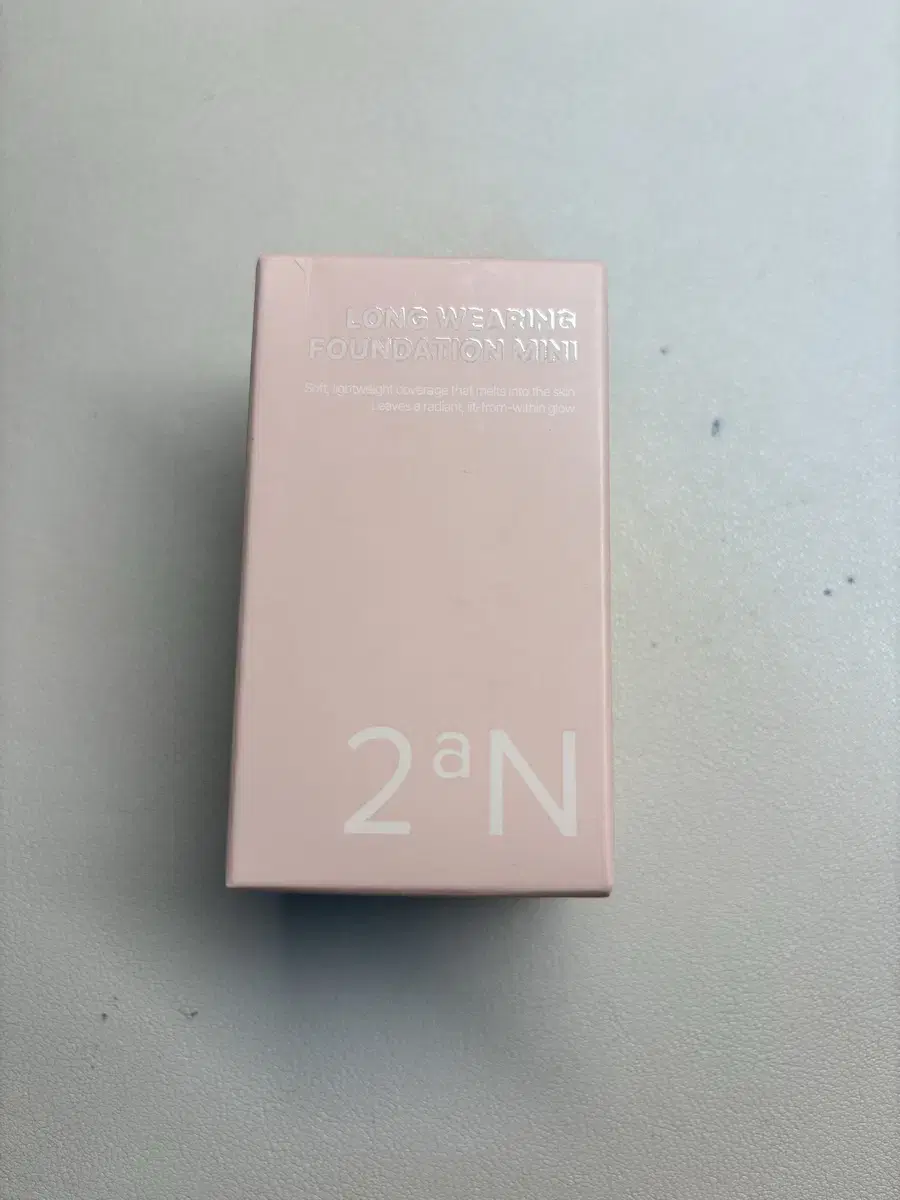 LONG WEARING
FOUNDATION MINI
Soft, lightweight coverage that melts into the skin
Leaves a radiant, lit-from-within glow
2aN